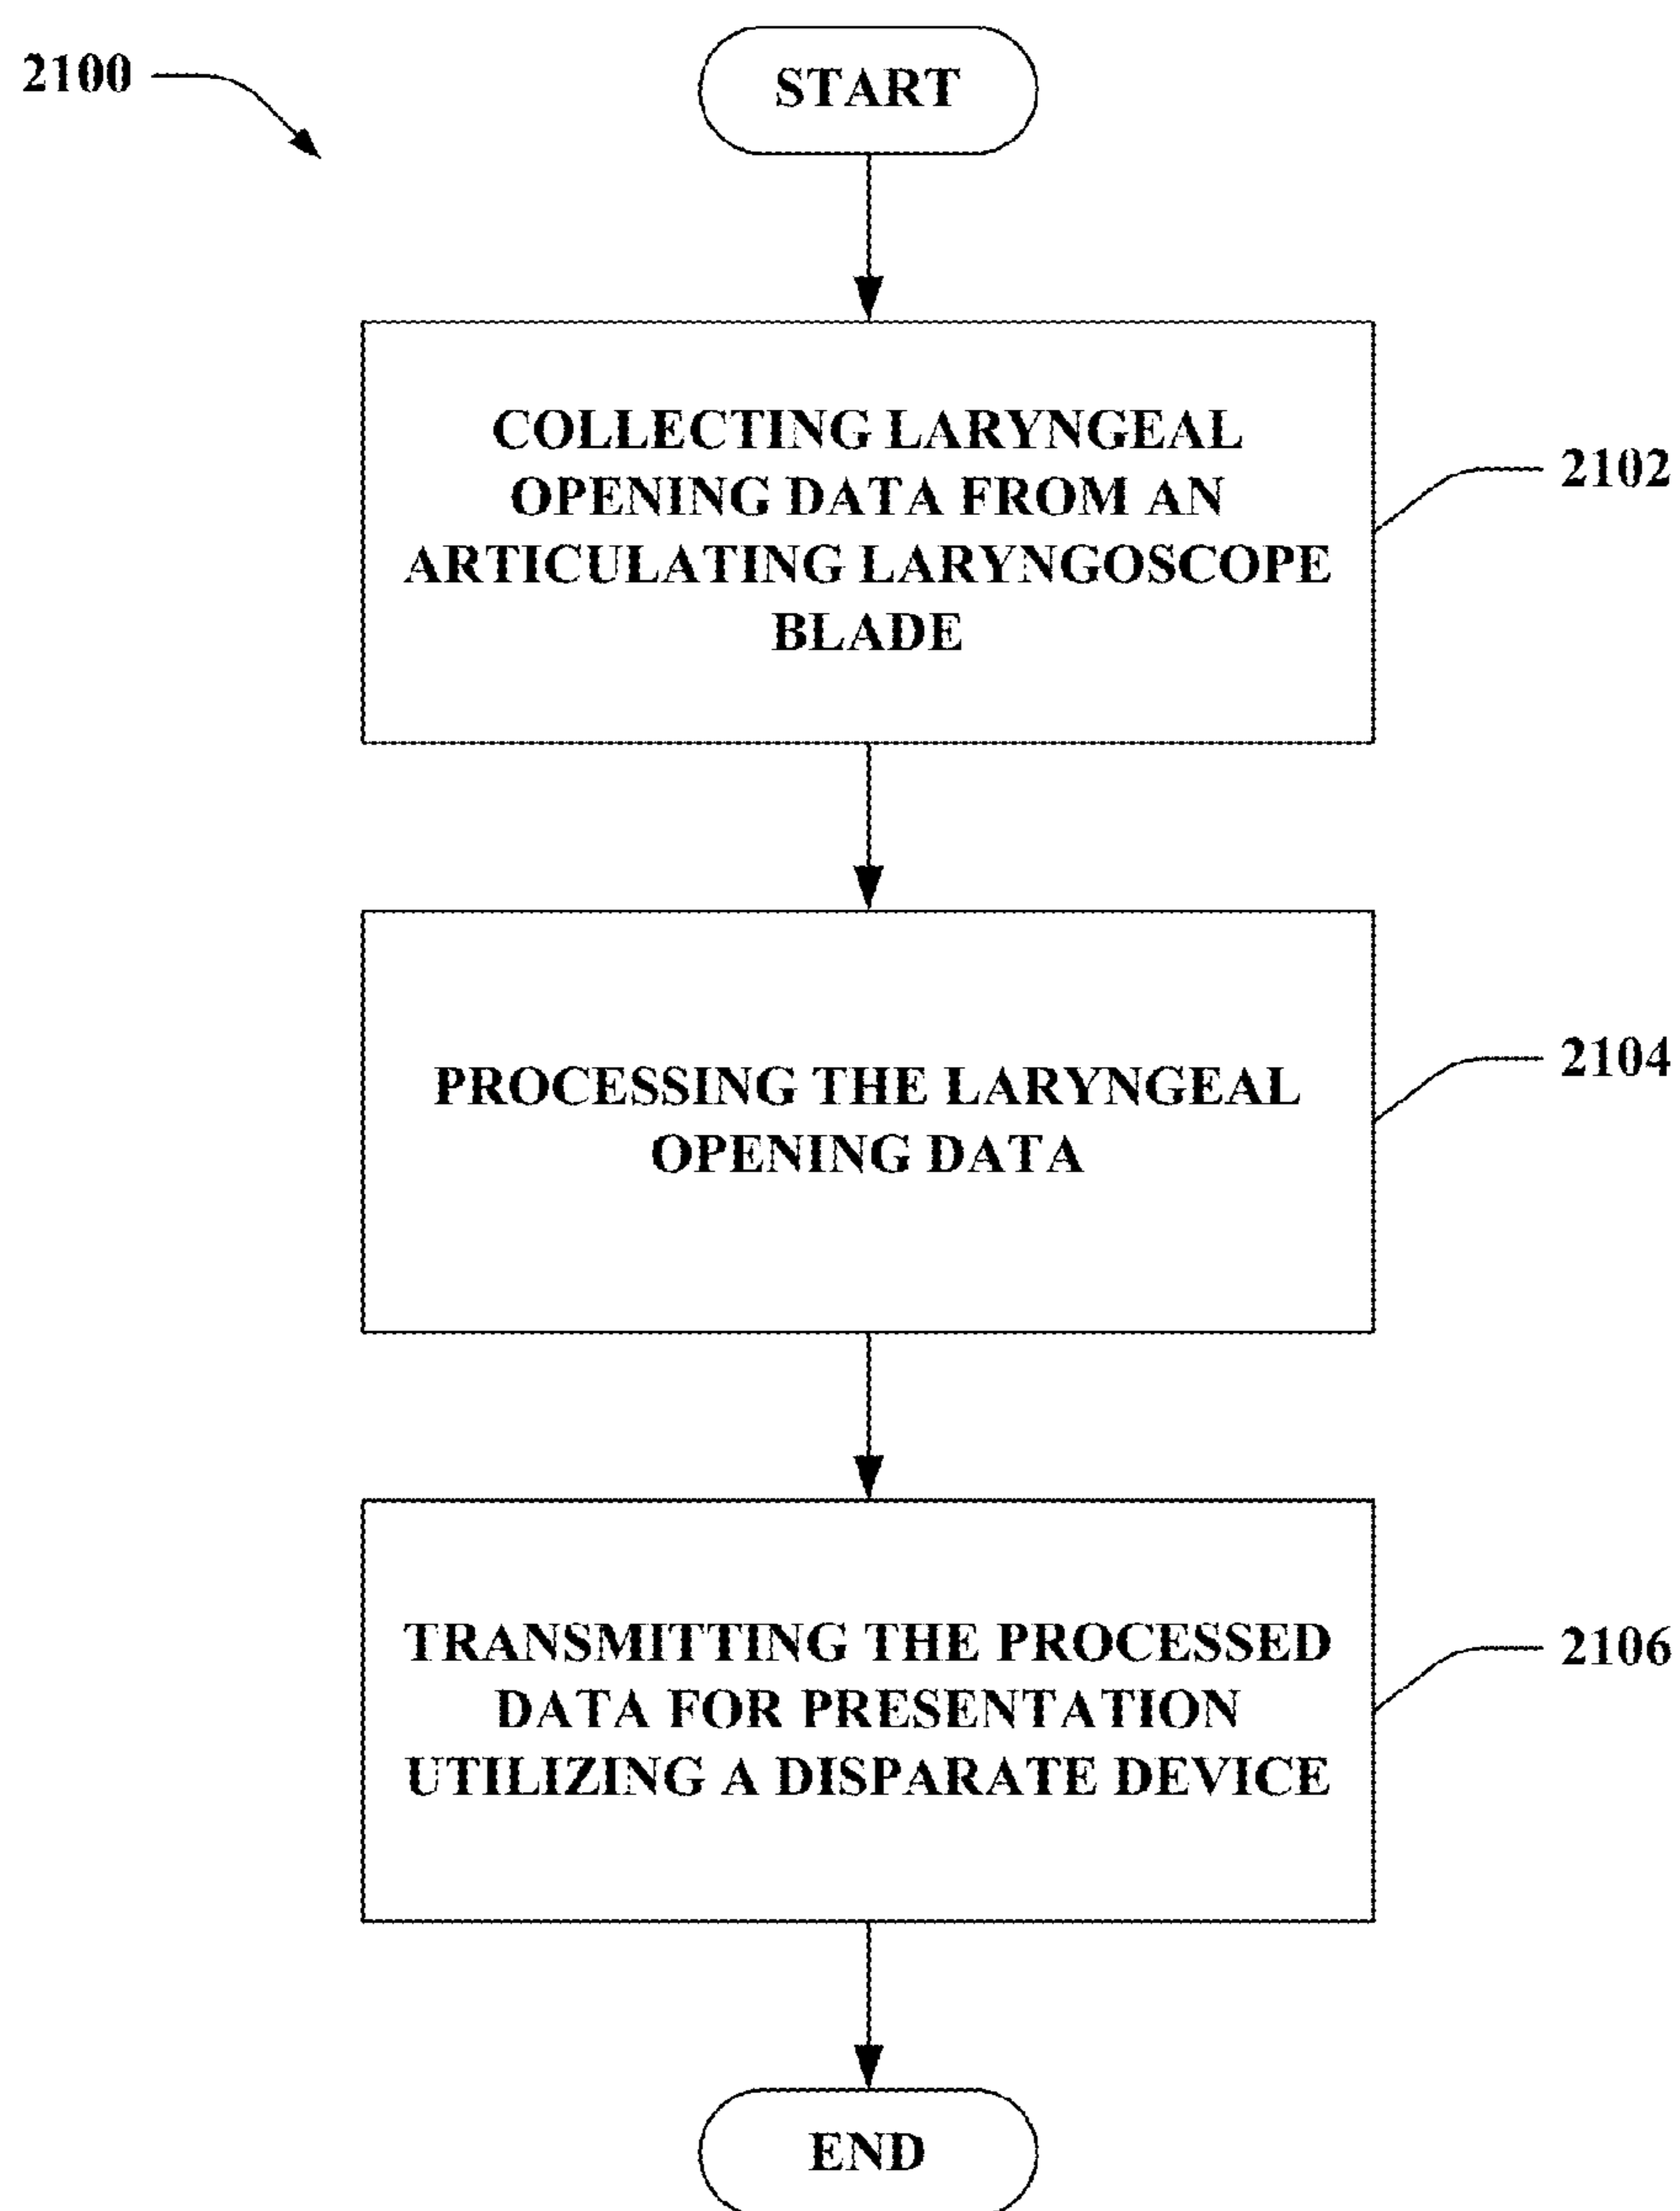 2100
START
COLLECTING LARYNGEAL
OPENING DATA FROM AN
ARTICULATING LARYNGOSCOPE
BLADE
2102
PROCESSING THE LARYNGEAL
OPENING DATA
2104
TRANSMITTING THE PROCESSED
DATA FOR PRESENTATION
UTILIZING A DISPARATE DEVICE
2106
END